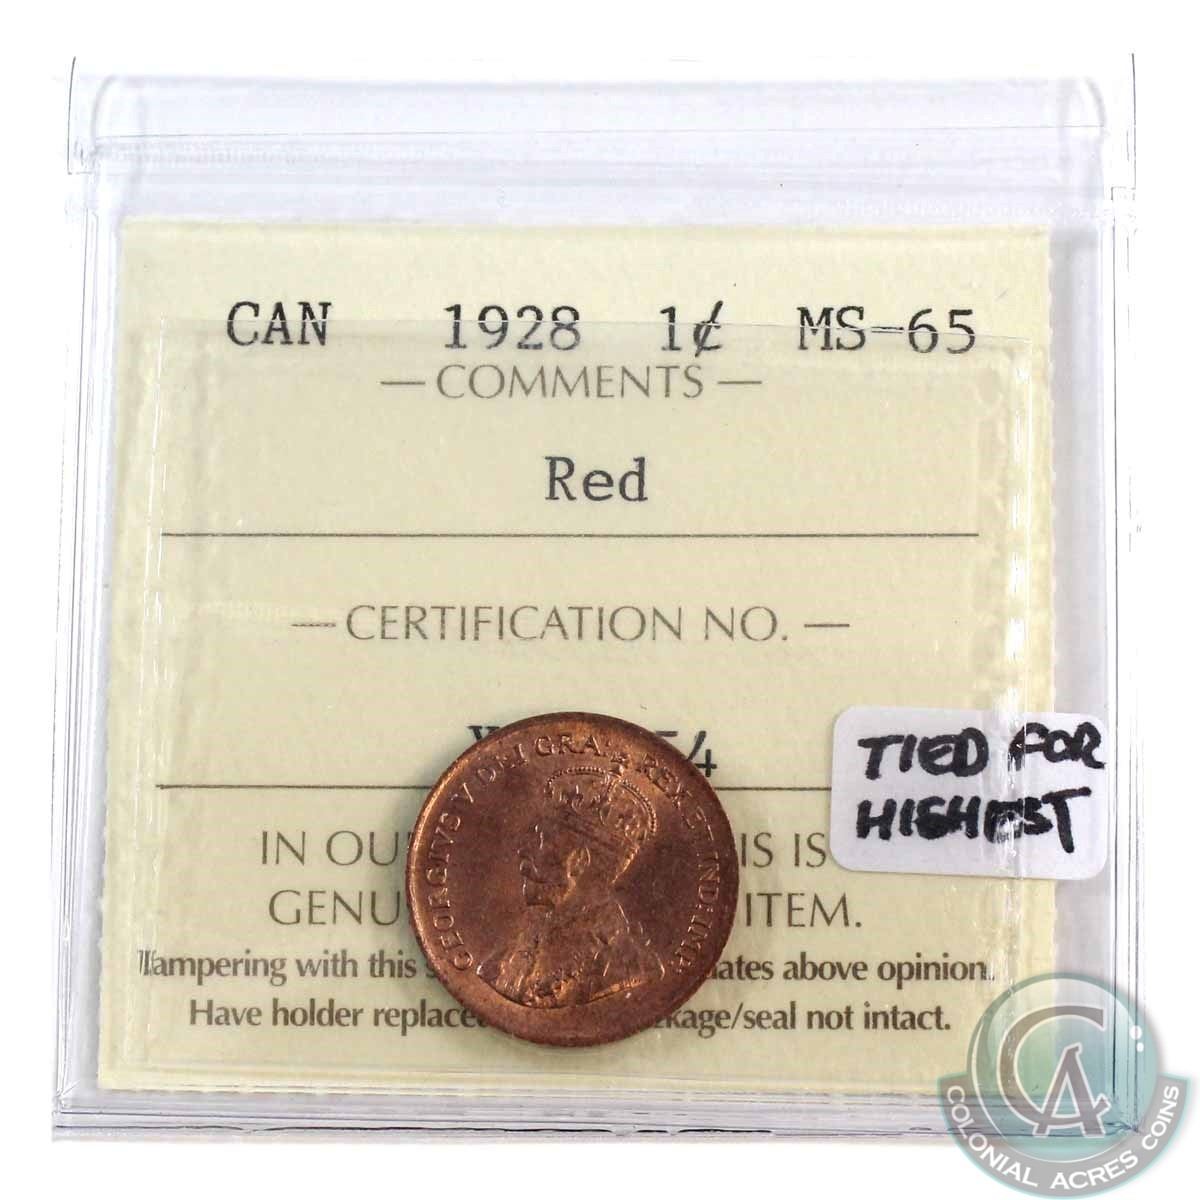 CAN 1928 1¢ MS-65
— COMMENTS —
Red
— CERTIFICATION NO. —
IN OU IS IS
GENU ITEM.
Tampering with this s ates above opinion.
Have holder replace kage/seal not intact.
GEORGIVS V DEI GRA: REX ET IND: IMP:
TIED FOR
HIGHEST
CA
COLONIAL ACRES COINS